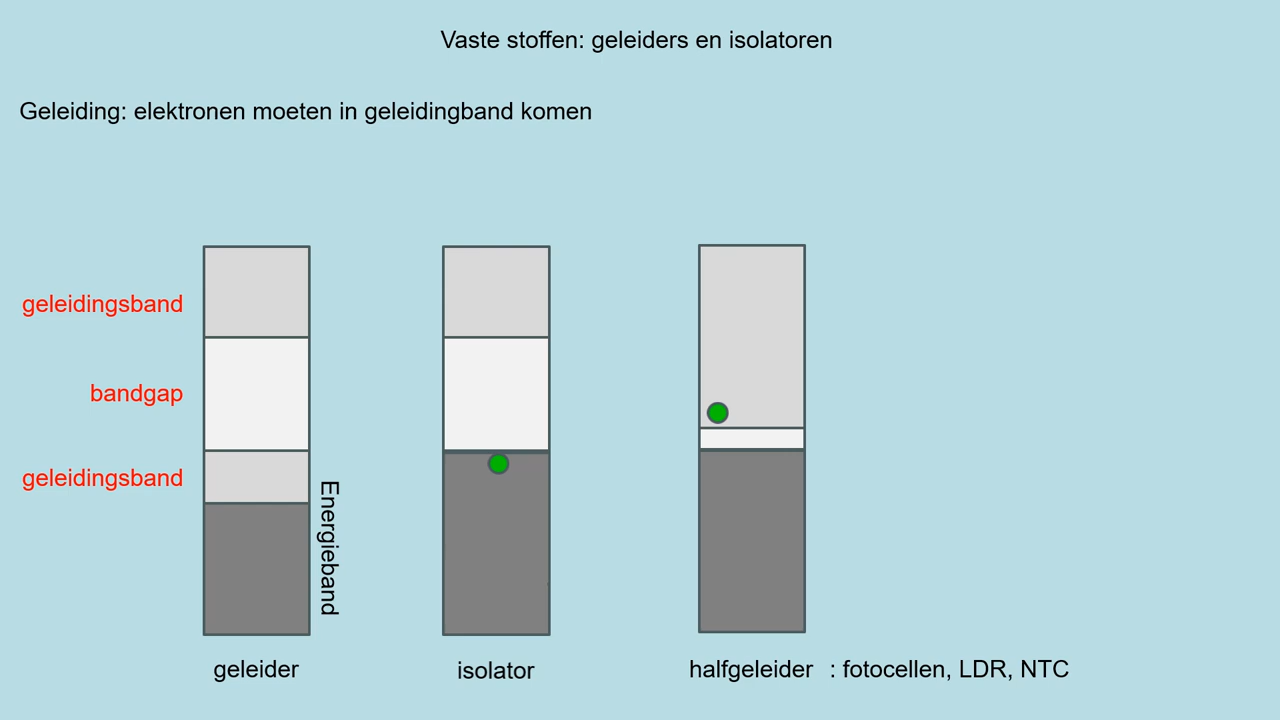 Vaste stoffen: geleiders en isolatoren
Geleiding: elektronen moeten in geleidingband komen
geleidingsband
bandgap
geleidingsband
Energieband
geleider
isolator
halfgeleider : fotocellen, LDR, NTC